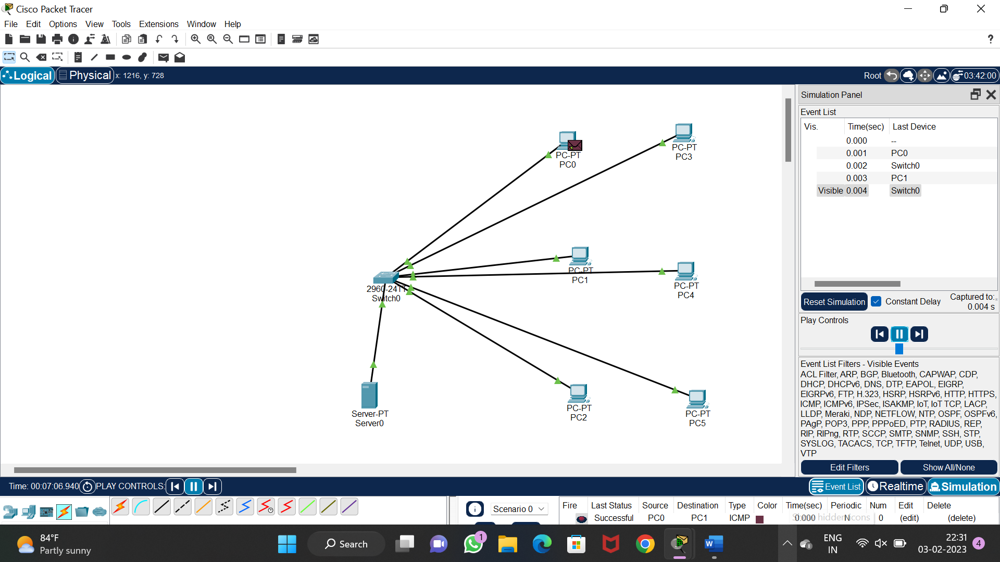 Cisco Packet Tracer
File Edit Options View Tools Extensions Window Help
?
Logical Physical x: 1216, y: 728 Root 03:42:00
Simulation Panel
Event List
Vis. Time(sec) Last Device
0.000 --
0.001 PC0
0.002 Switch0
0.003 PC1
Visible 0.004 Switch0
PC-PT
PC0
PC-PT
PC3
PC-PT
PC1
PC-PT
PC4
2960-24TT
Switch0
PC-PT
PC2
PC-PT
PC5
Server-PT
Server0
Reset Simulation Constant Delay Captured to:
0.004 s
Play Controls
Event List Filters - Visible Events
ACL Filter, ARP, BGP, Bluetooth, CAPWAP, CDP,
DHCP, DHCPv6, DNS, DTP, EAPOL, EIGRP,
EIGRPv6, FTP, H.323, HSRP, HSRPv6, HTTP, HTTPS,
ICMP, ICMPv6, IPSec, ISAKMP, IoT, IoT TCP, LACP,
LLDP, Meraki, NDP, NETFLOW, NTP, OSPF, OSPFv6,
PAgP, POP3, PPP, PPPoED, PTP, RADIUS, REP,
RIP, RIPng, RTP, SCCP, SMTP, SNMP, SSH, STP,
SYSLOG, TACACS, TCP, TFTP, Telnet, UDP, USB,
VTP
Edit Filters Show All/None
Time: 00:07:06.940 PLAY CONTROLS: Event List Realtime Simulation
Scenario 0
Fire Last Status Source Destination Type Color Time(sec) Periodic Num Edit Delete
Successful PC0 PC1 ICMP 0.000 N 0 (edit) (delete)
Show hidden icons
84°F
Partly sunny
Search
1
W
ENG
IN
22:31
03-02-2023
4